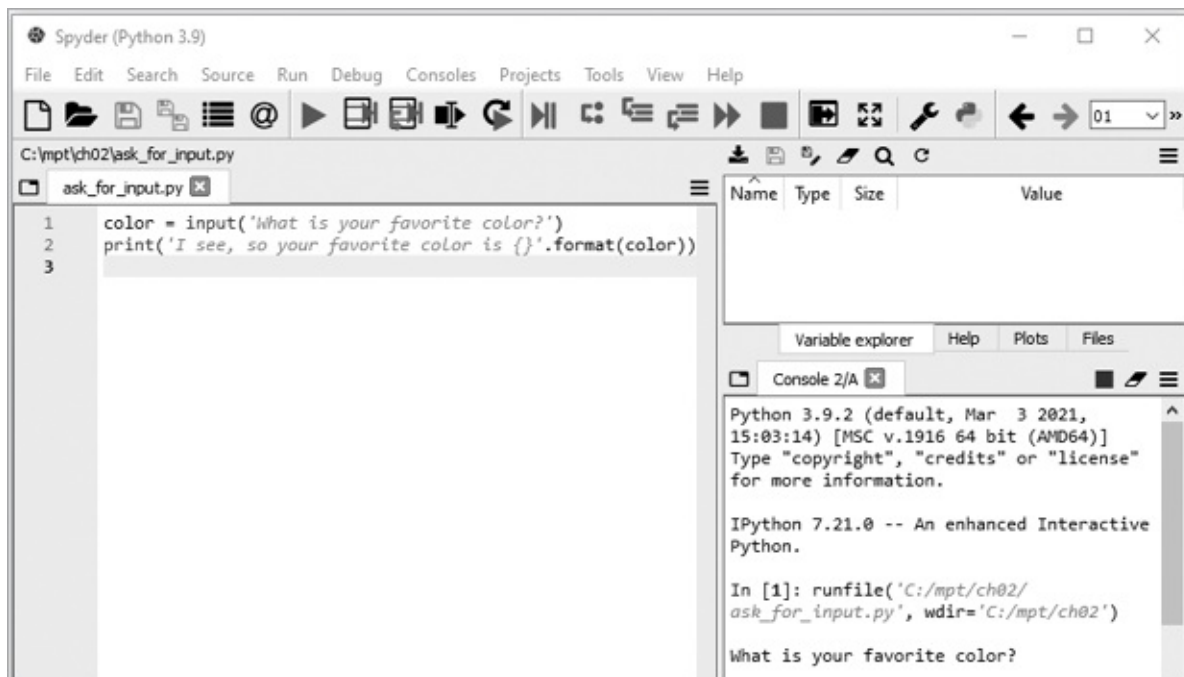 Spyder (Python 3.9)
File Edit Search Source Run Debug Consoles Projects Tools View Help
01
C:\mpt\ch02\ask_for_input.py
ask_for_input.py
1 color = input('What is your favorite color?')
2 print('I see, so your favorite color is {}'.format(color))
3
Name Type Size Value
Variable explorer Help Plots Files
Console 2/A
Python 3.9.2 (default, Mar 3 2021,
15:03:14) [MSC v.1916 64 bit (AMD64)]
Type "copyright", "credits" or "license"
for more information.
IPython 7.21.0 -- An enhanced Interactive
Python.
In [1]: runfile('C:/mpt/ch02/
ask_for_input.py', wdir='C:/mpt/ch02')
What is your favorite color?